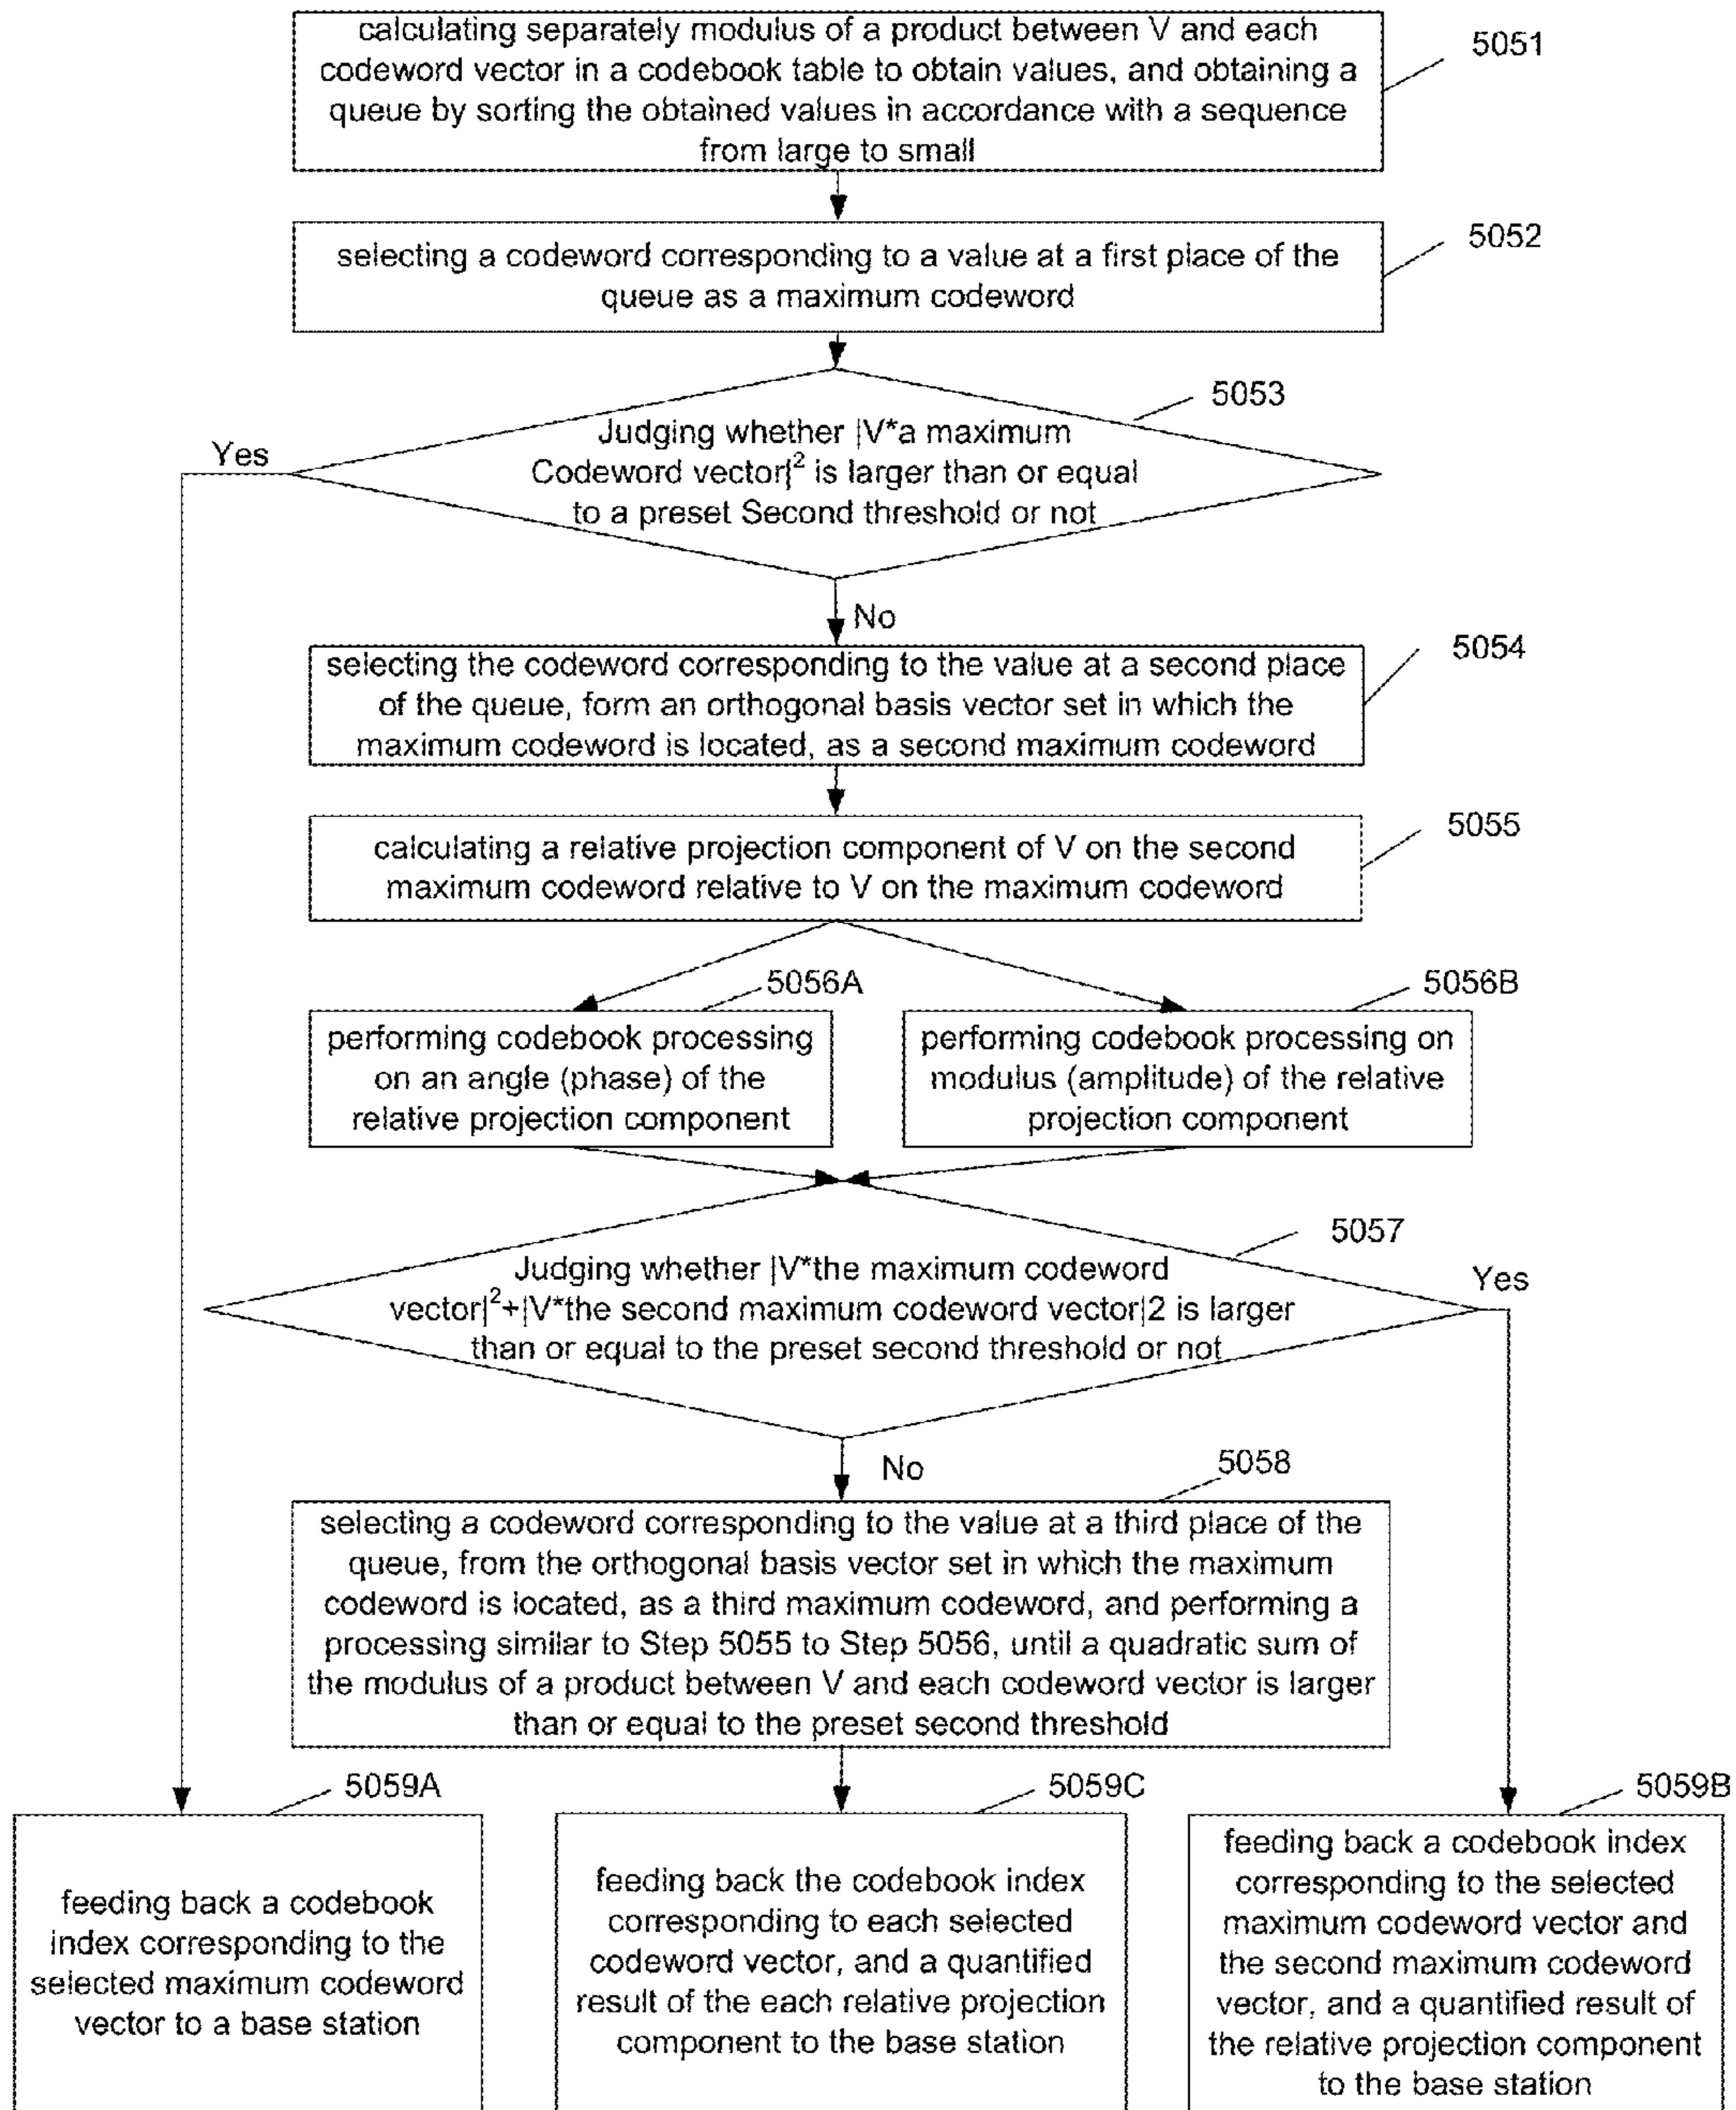 calculating separately modulus of a product between V and each
codeword vector in a codebook table to obtain values, and obtaining a
queue by sorting the obtained values in accordance with a sequence
from large to small
5051
selecting a codeword corresponding to a value at a first place of the
queue as a maximum codeword
5052
5053
Judging whether |V*a maximum
Codeword vector|² is larger than or equal
to a preset Second threshold or not
Yes
No
selecting the codeword corresponding to the value at a second place
of the queue, form an orthogonal basis vector set in which the
maximum codeword is located, as a second maximum codeword
5054
calculating a relative projection component of V on the second
maximum codeword relative to V on the maximum codeword
5055
5056A
performing codebook processing
on an angle (phase) of the
relative projection component
5056B
performing codebook processing on
modulus (amplitude) of the relative
projection component
5057
Judging whether |V*the maximum codeword
vector|²+|V*the second maximum codeword vector|2 is larger
than or equal to the preset second threshold or not
Yes
No
5058
selecting a codeword corresponding to the value at a third place of the
queue, from the orthogonal basis vector set in which the maximum
codeword is located, as a third maximum codeword, and performing a
processing similar to Step 5055 to Step 5056, until a quadratic sum of
the modulus of a product between V and each codeword vector is larger
than or equal to the preset second threshold
5059A
feeding back a codebook
index corresponding to the
selected maximum codeword
vector to a base station
5059C
feeding back the codebook index
corresponding to each selected
codeword vector, and a quantified
result of the each relative projection
component to the base station
5059B
feeding back a codebook index
corresponding to the selected
maximum codeword vector and
the second maximum codeword
vector, and a quantified result of
the relative projection component
to the base station